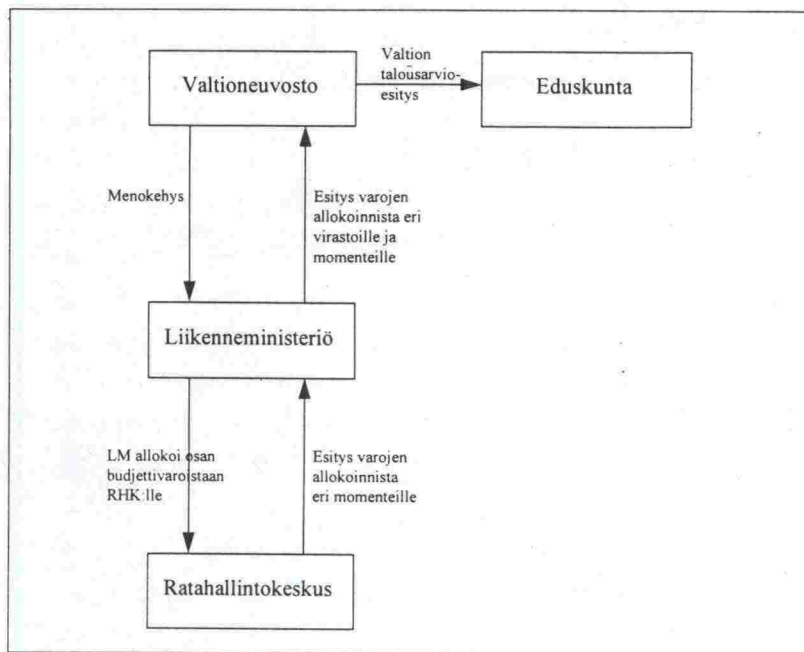 Valtioneuvosto
Valtion
talousarvio-
esitys
Eduskunta
Menokehys
Esitys varojen
allokoinnista eri
virastoille ja
momenteille
Liikenneministeriö
LM allokoi osan
budjettivaroistaan
RHK:lle
Esitys varojen
allokoinnista
eri momenteille
Ratahallintokeskus